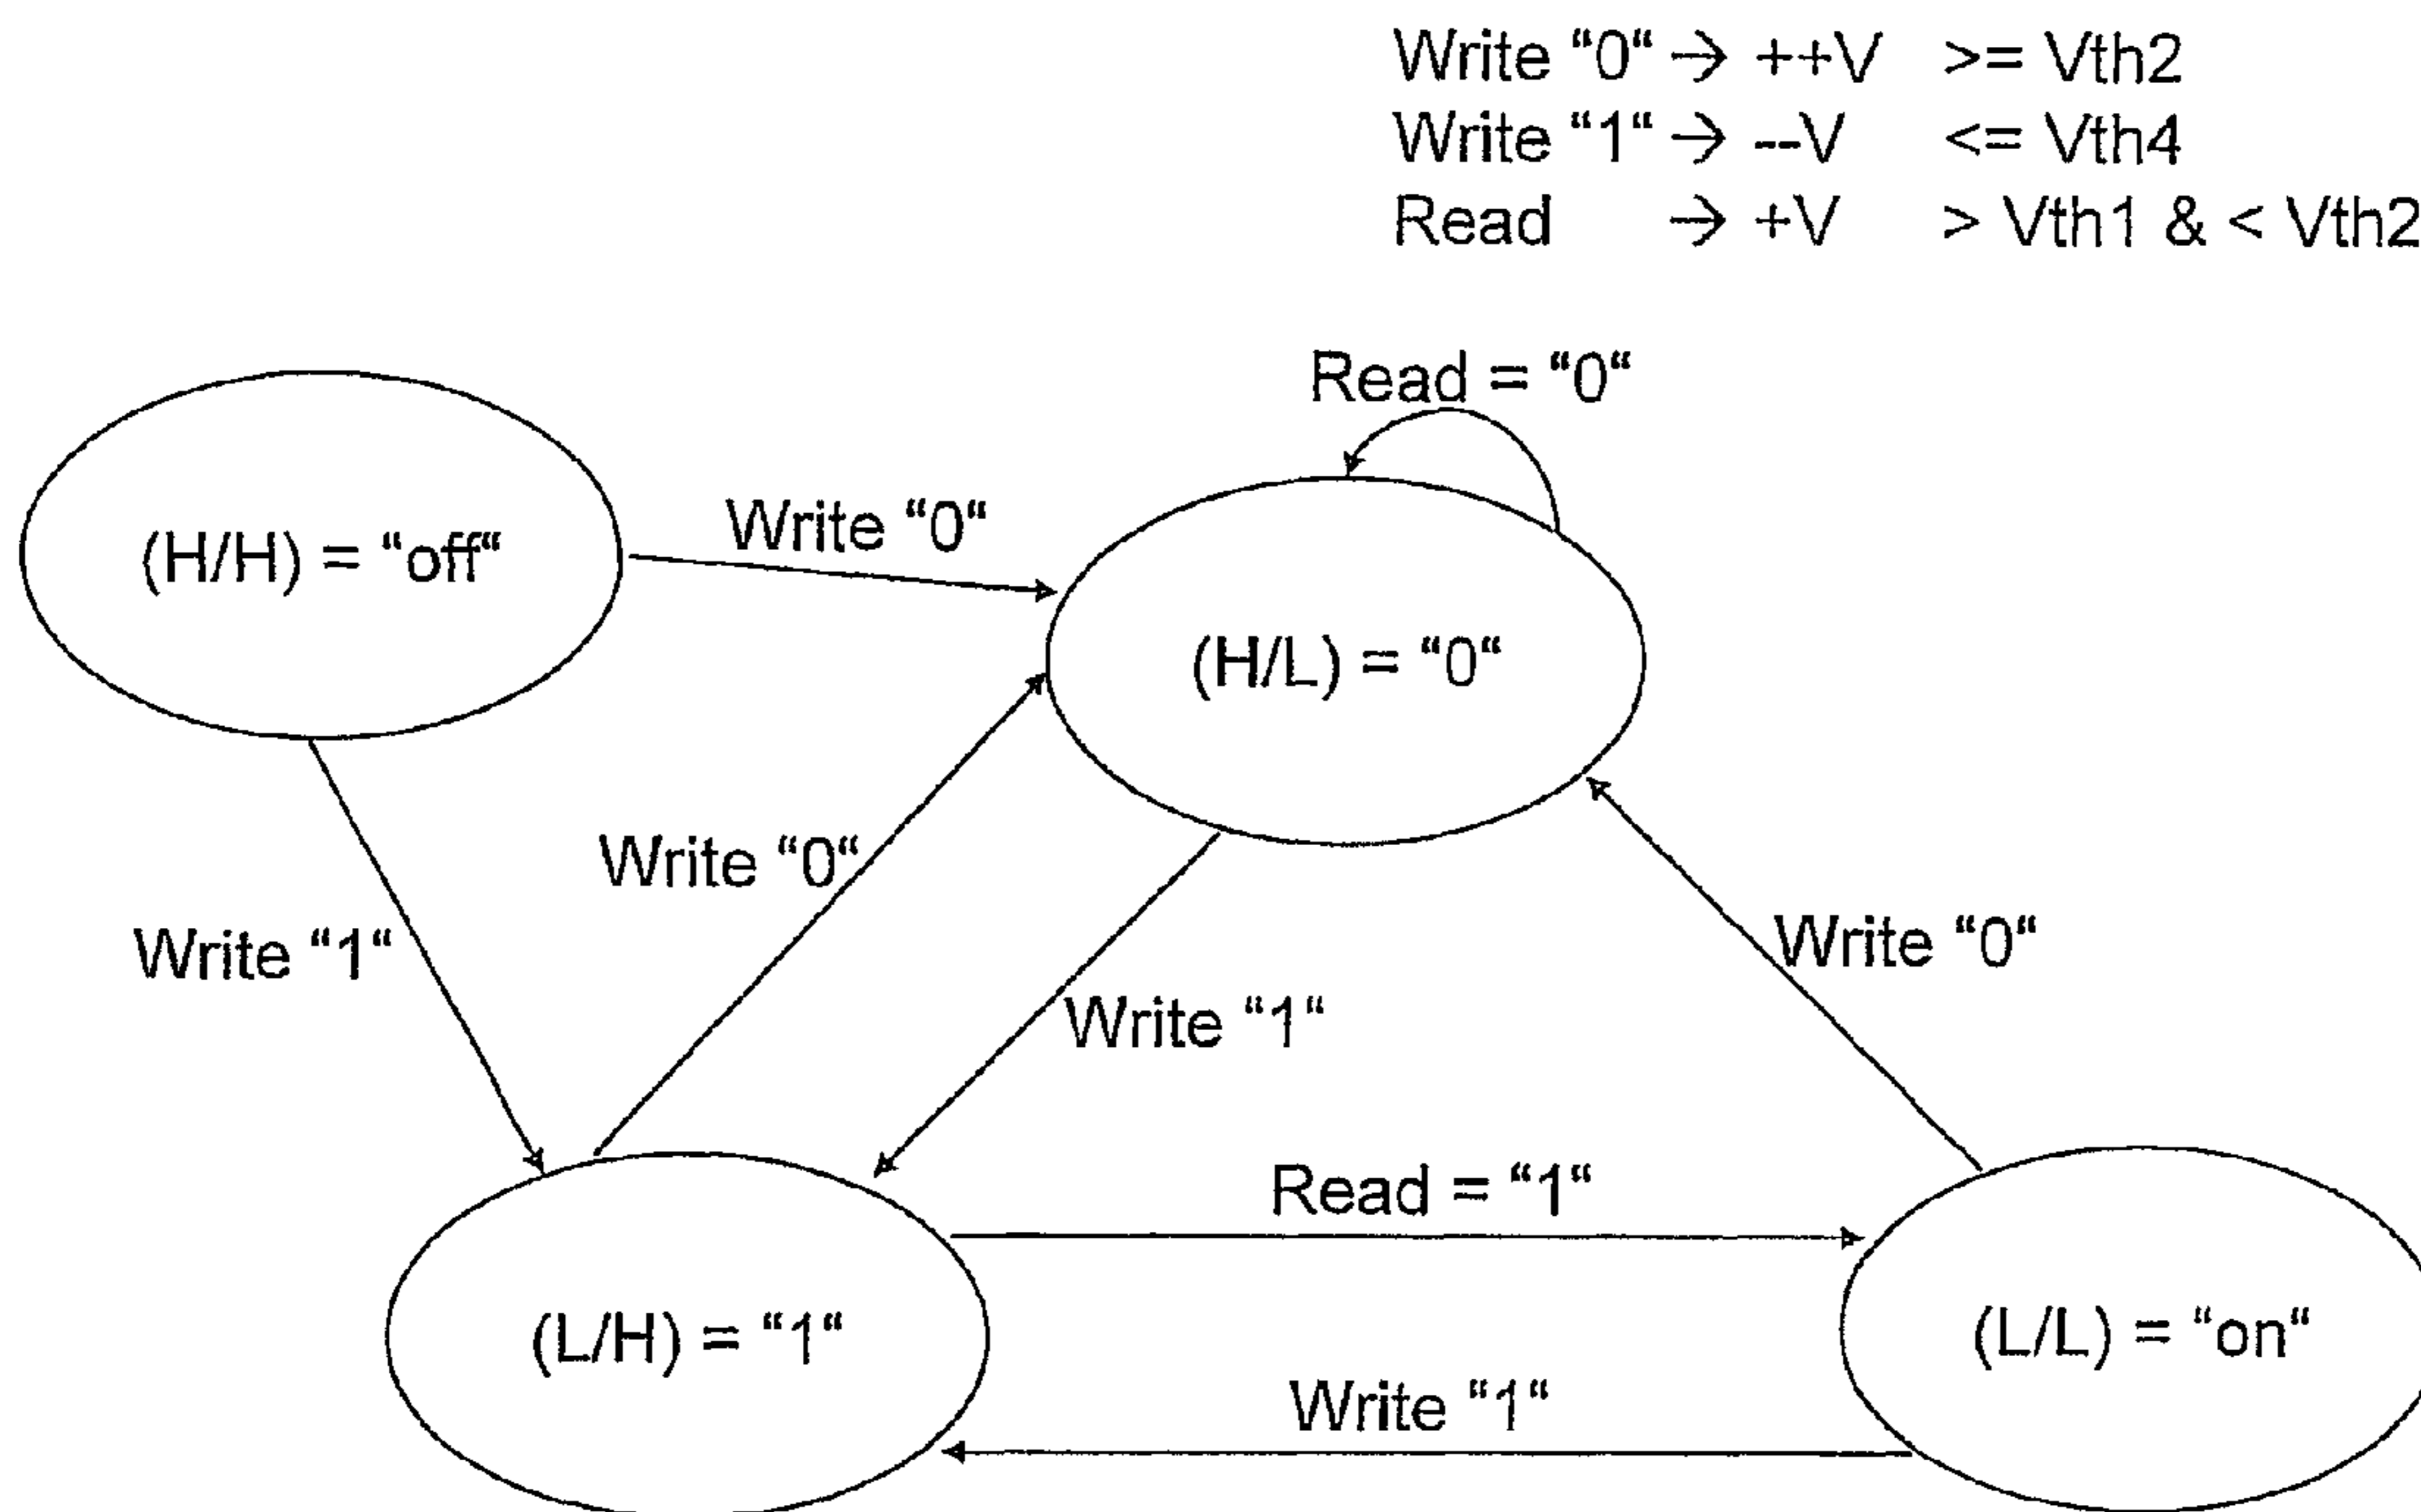 Write “0“ → ++V >= Vth2
Write “1“ → --V <= Vth4
Read → +V > Vth1 & < Vth2
Read = “0“
Write “0“
(H/H) = “off“
(H/L) = “0“
Write “0“
Write “1“
Write “0“
Write “1“
Read = “1“
(L/H) = “1“
(L/L) = “on“
Write “1“